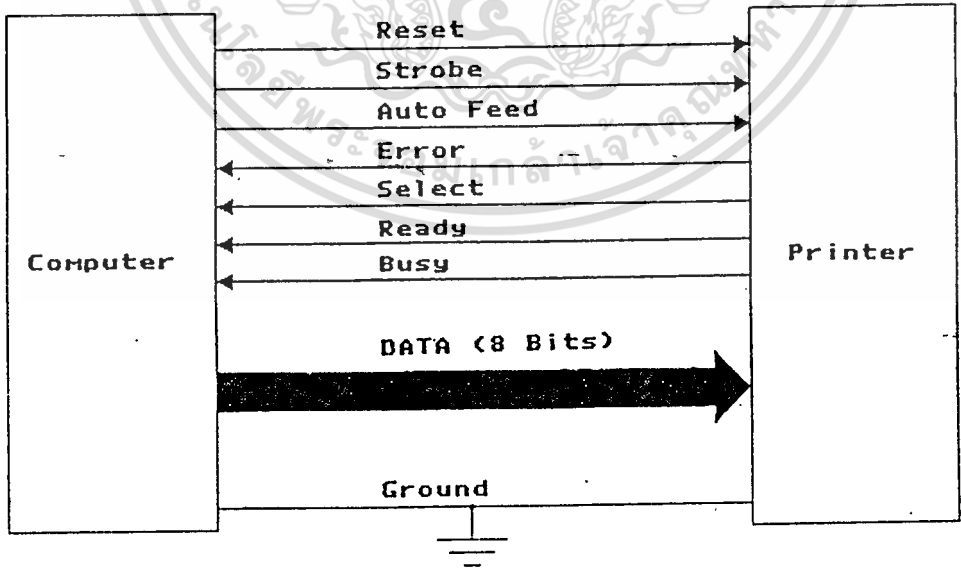 Reset
Strobe
Auto Feed
Error
Select
Ready
Busy
Computer
Printer
DATA (8 Bits)
Ground